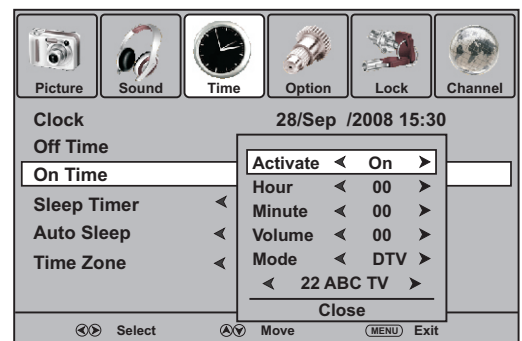 Picture Sound Time Option Lock Channel
Clock 28/Sep /2008 15:30
Off Time
On Time
Activate On
Hour 00
Sleep Timer
Minute 00
Auto Sleep
Volume 00
Time Zone
Mode DTV
22 ABC TV
Close
Select Move MENU Exit